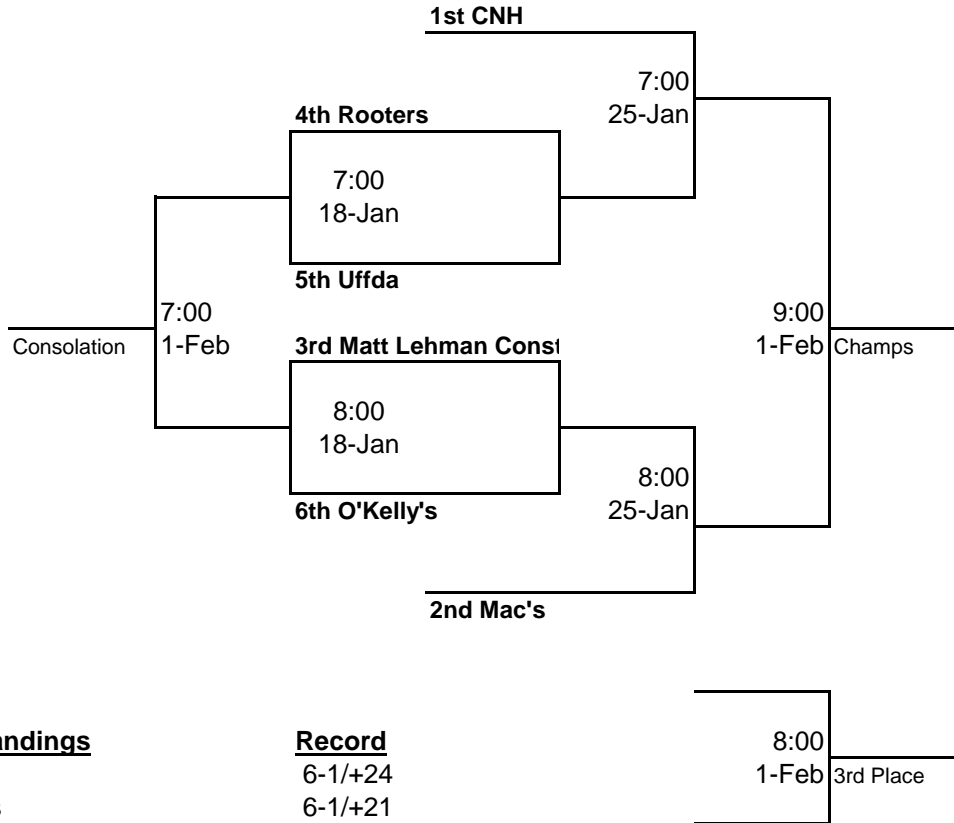 1st CNH
7:00
25-Jan
4th Rooters
7:00
18-Jan
5th Uffda
7:00
1-Feb
Consolation
9:00
1-Feb
Champs
3rd Matt Lehman Const
8:00
18-Jan
6th O'Kelly's
8:00
25-Jan
2nd Mac's
andings
Record
8:00
6-1/+24
1-Feb
3rd Place
6-1/+21